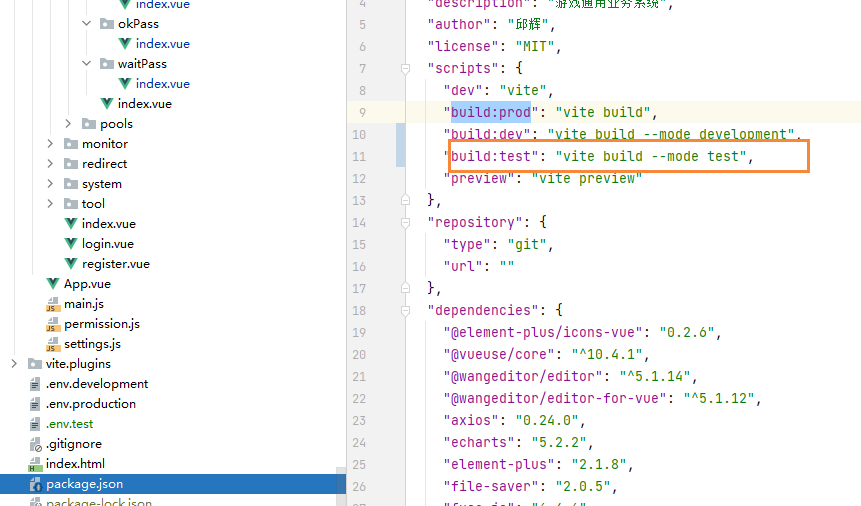 index.vue
okPass
index.vue
waitPass
index.vue
index.vue
pools
monitor
redirect
system
tool
index.vue
login.vue
register.vue
App.vue
main.js
permission.js
settings.js
vite.plugins
.env.development
.env.production
.env.test
.gitignore
index.html
package.json
package-lock.json
4 "description": "游戏通用业务系统",
5 "author": "邱辉",
6 "license": "MIT",
7 "scripts": {
8 "dev": "vite",
9 "build:prod": "vite build",
10 "build:dev": "vite build --mode development",
11 "build:test": "vite build --mode test",
12 "preview": "vite preview"
13 },
14 "repository": {
15 "type": "git",
16 "url": ""
17 },
18 "dependencies": {
19 "@element-plus/icons-vue": "0.2.6",
20 "@vueuse/core": "^10.4.1",
21 "@wangeditor/editor": "^5.1.14",
22 "@wangeditor/editor-for-vue": "^5.1.12",
23 "axios": "0.24.0",
24 "echarts": "5.2.2",
25 "element-plus": "2.1.8",
26 "file-saver": "2.0.5",
27